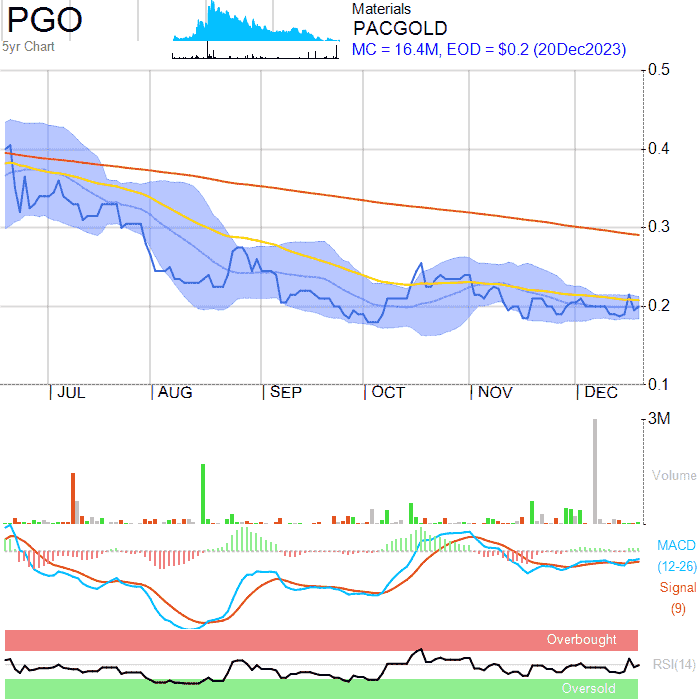 PGO
5yr Chart
Materials
PACGOLD
MC = 16.4M, EOD = $0.2 (20Dec2023)
0.5
0.4
0.3
0.2
0.1
JUL AUG SEP OCT NOV DEC
3M
Volume
MACD
(12-26)
Signal
(9)
Overbought
RSI(14)
Oversold